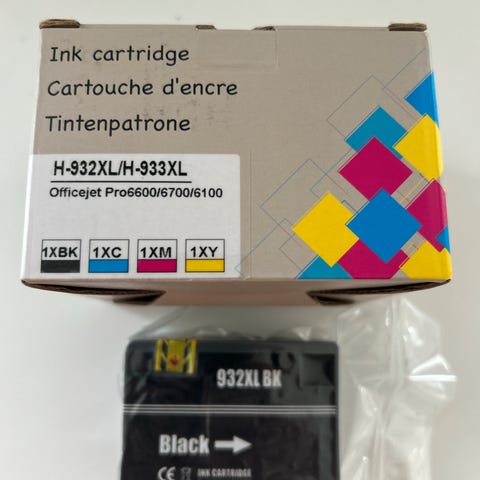 Ink cartridge
Cartouche d'encre
Tintenpatrone
H-932XL/H-933XL
Officejet Pro6600/6700/6100
1XBK 1XC 1XM 1XY
932XL BK
Black
CE INK CARTRIDGE